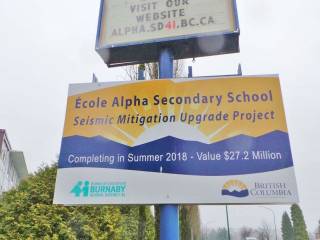 VISIT OUR
WEBSITE
ALPHA.SD41.BC.CA
École Alpha Secondary School
Seismic Mitigation Upgrade Project
Completing in Summer 2018 - Value $27.2 Million
BURNABY
BRITISH
COLUMBIA